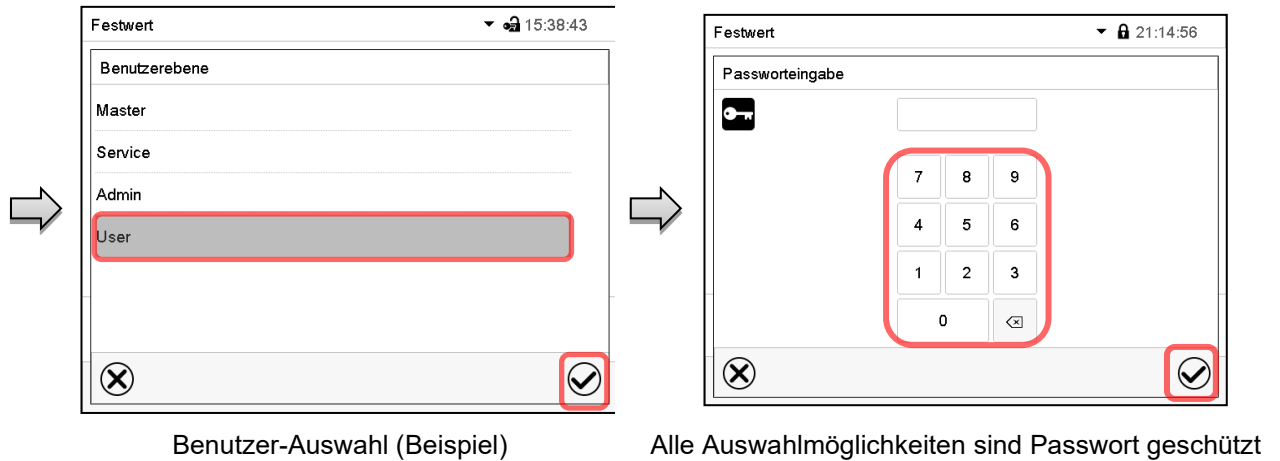 Festwert 15:38:43
Benutzerebene
Master
Service
Admin
User
Benutzer-Auswahl (Beispiel)
Festwert 21:14:56
Passworteingabe
7 8 9
4 5 6
1 2 3
0
Alle Auswahlmöglichkeiten sind Passwort geschützt